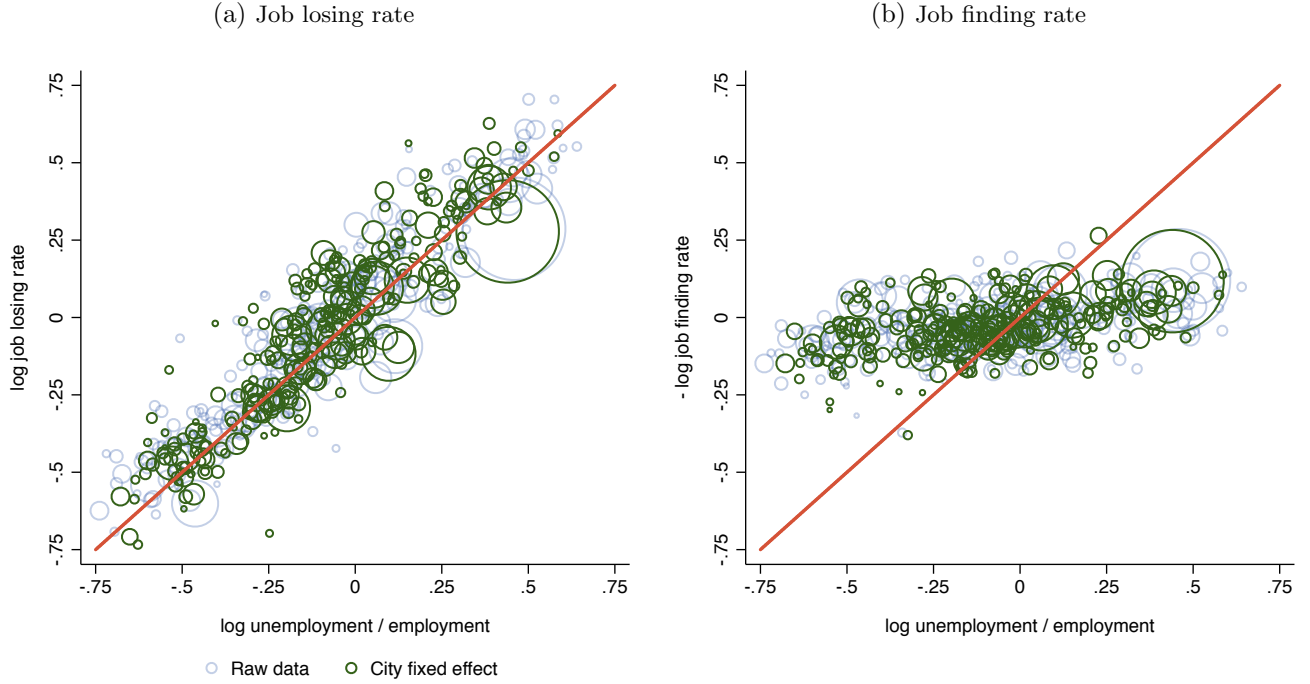 (a) Job losing rate
(b) Job finding rate
log job losing rate
.75
.5
.25
0
-.25
-.5
-.75
-.75 -.5 -.25 0 .25 .5 .75
log unemployment / employment
Raw data City fixed effect
- log job finding rate
.75
.5
.25
0
-.25
-.5
-.75
-.75 -.5 -.25 0 .25 .5 .75
log unemployment / employment